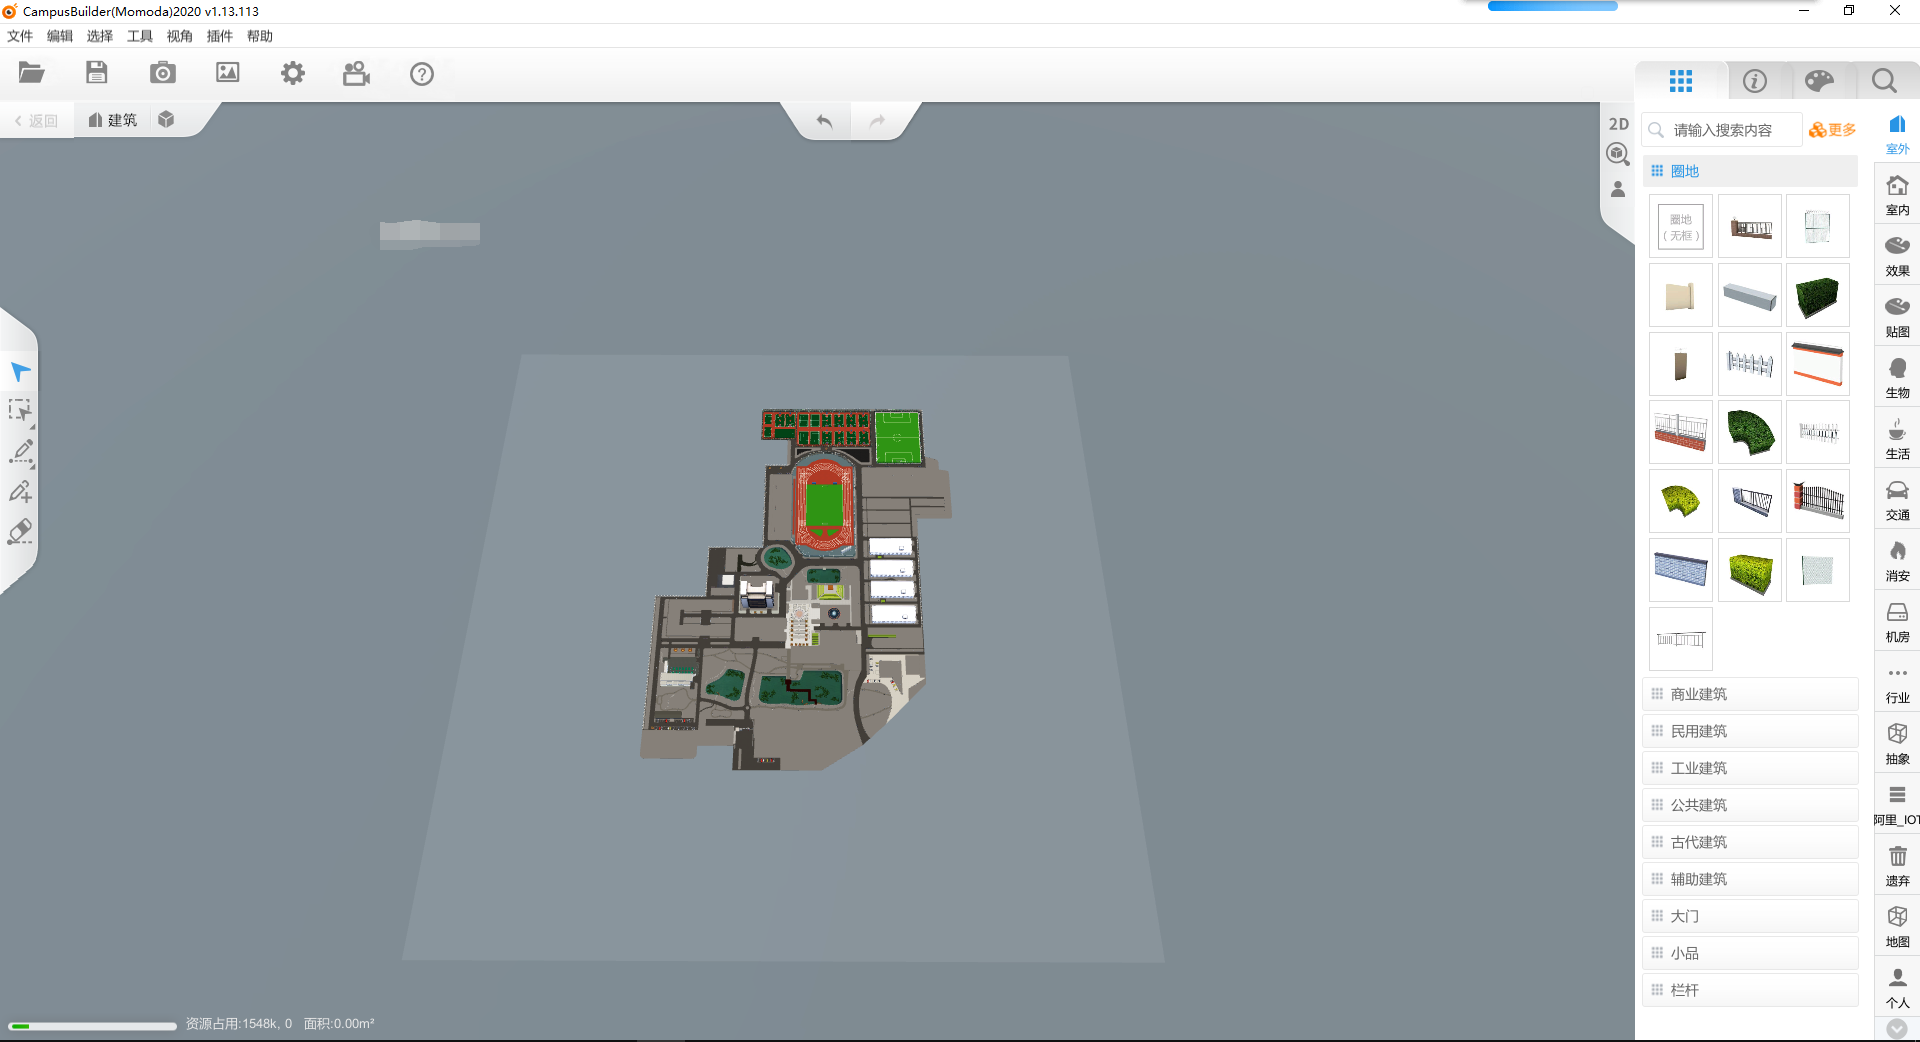 CampusBuilder(Momoda)2020 v1.13.113
文件 编辑 选择 工具 视角 插件 帮助
返回 建筑
2D
请输入搜索内容 更多
圈地
圈地
（无框）
商业建筑
民用建筑
工业建筑
公共建筑
古代建筑
辅助建筑
大门
小品
栏杆
室外
室内
效果
贴图
生物
生活
交通
消安
机房
行业
抽象
阿里_IOT
遗弃
地图
个人
资源占用:1548k, 0 面积:0.00m²